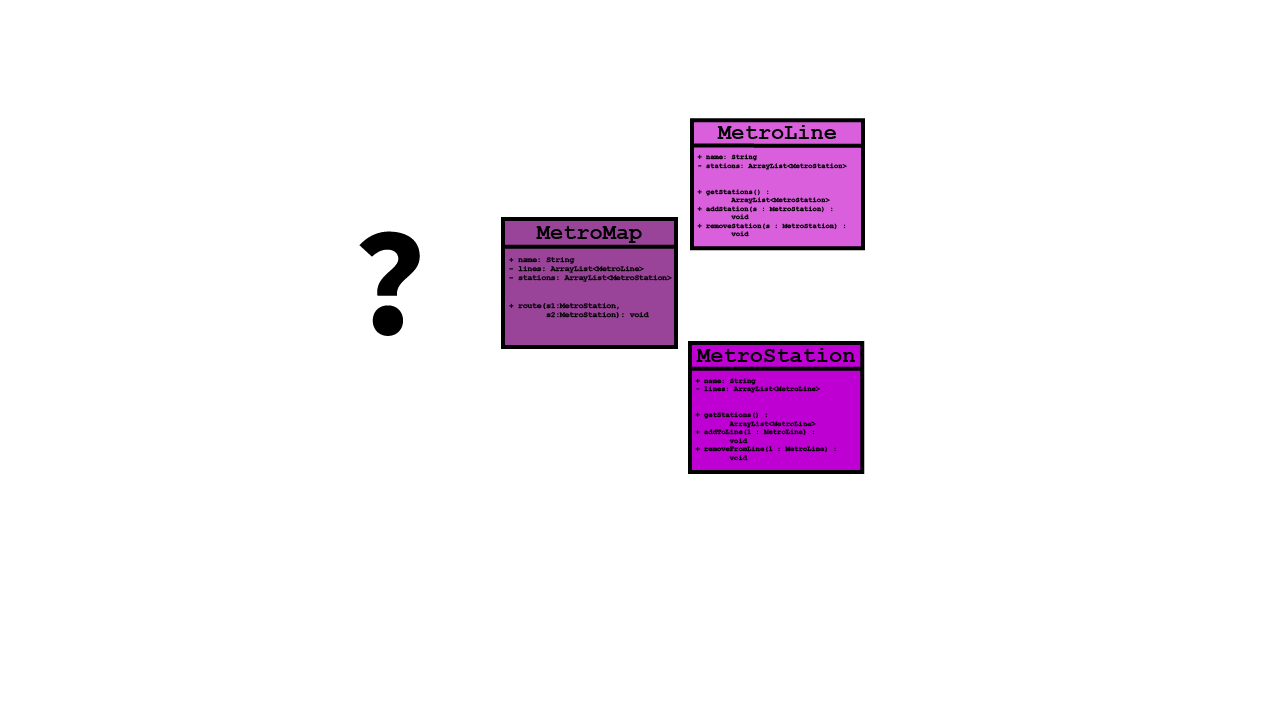 ?
MetroMap
+ name: String
- lines: ArrayList<MetroLine>
- stations: ArrayList<MetroStation>
+ route(s1:MetroStation,
s2:MetroStation): void
MetroLine
+ name: String
- stations: ArrayList<MetroStation>
+ getStations() :
ArrayList<MetroStation>
+ addStation(s : MetroStation) :
void
+ removeStation(s : MetroStation) :
void
MetroStation
+ name: String
- lines: ArrayList<MetroLine>
+ getStations() :
ArrayList<MetroLine>
+ addToLine(l : MetroLine) :
void
+ removeFromLine(l : MetroLine) :
void